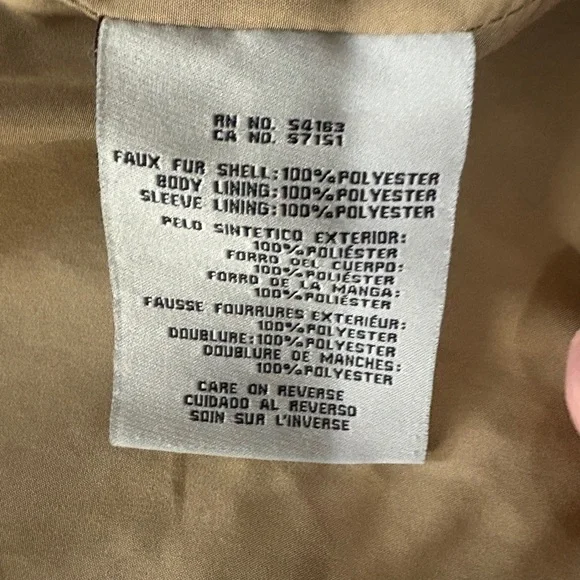 RN NO. 54163
CA NO. 57151
FAUX FUR SHELL:100%POLYESTER
BODY LINING:100%POLYESTER
SLEEVE LINING:100%POLYESTER
PELO SINTETICO EXTERIOR:
100%POLIÉSTER
FORRO DEL CUERPO:
100%POLIÉSTER
FORRO DE LA MANGA:
100%POLIÉSTER
FAUSSE FOURRURES EXTERIÉUR:
100%POLYESTER
DOUBLURE:100%POLYESTER
DOUBLURE DE MANCHES:
100%POLYESTER
CARE ON REVERSE
CUIDADO AL REVERSO
SOIN SUR L'INVERSE